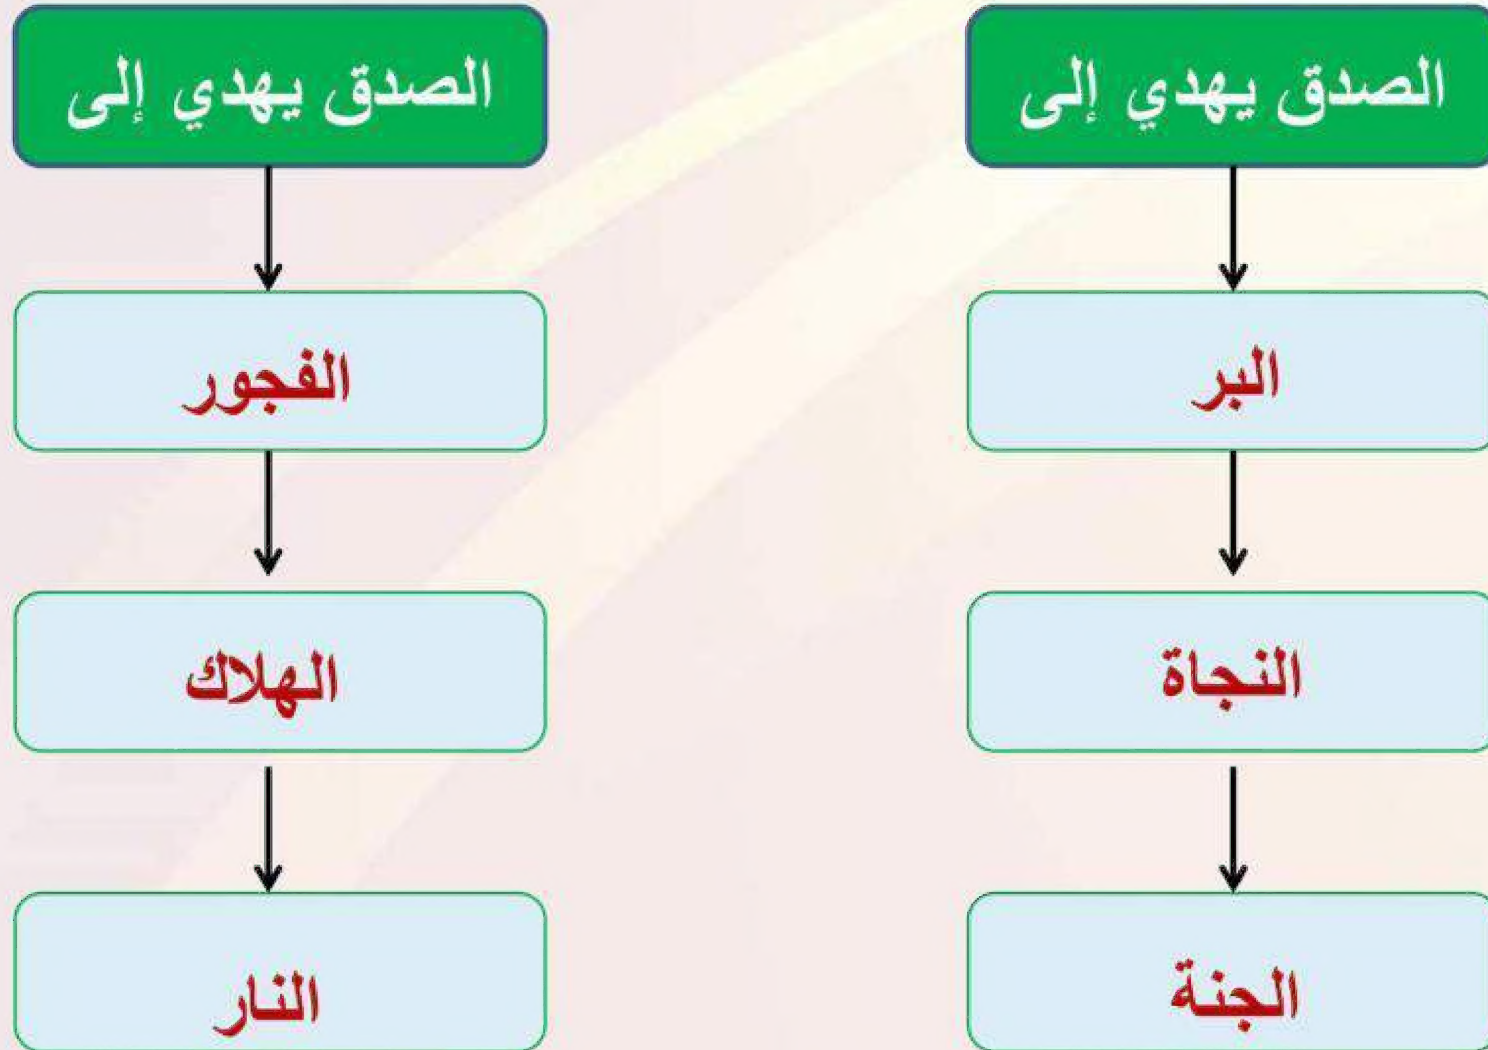 الصدق يهدي إلى
البر
النجاة
الجنة
الصدق يهدي إلى
الفجور
الهلاك
النار